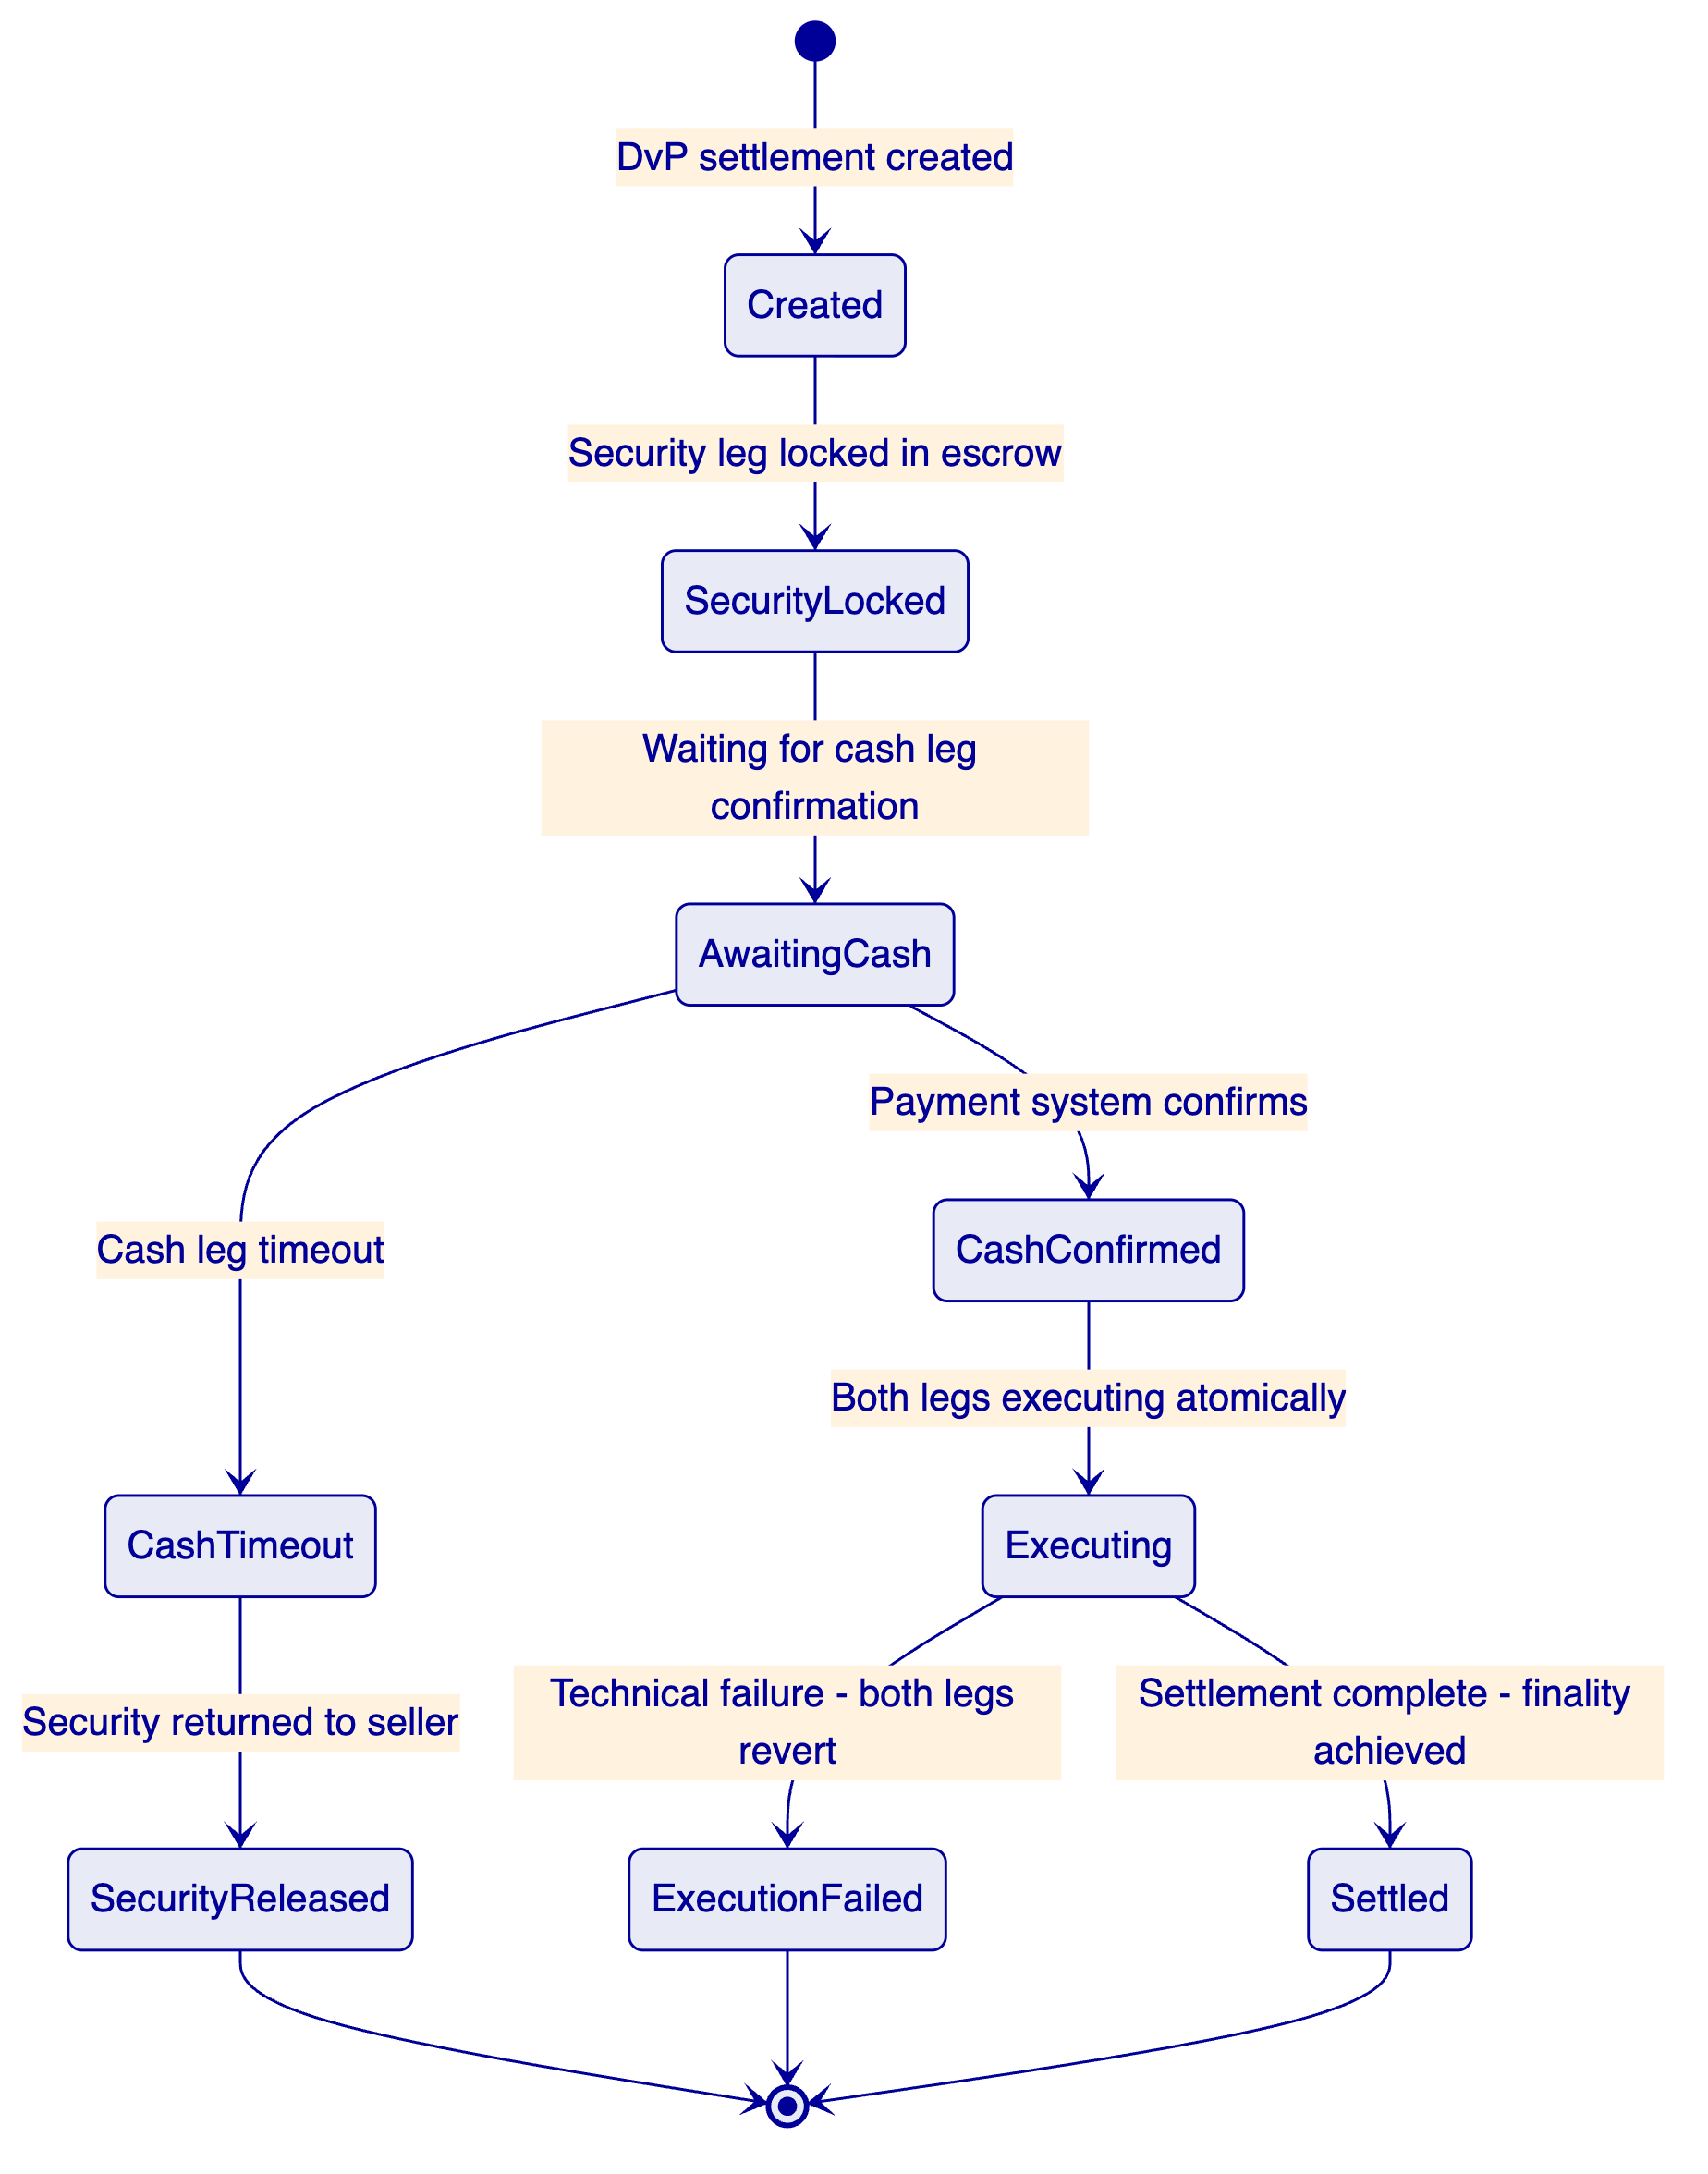 DvP settlement created
Created
Security leg locked in escrow
SecurityLocked
Waiting for cash leg
confirmation
AwaitingCash
Payment system confirms
Cash leg timeout
CashConfirmed
Both legs executing atomically
CashTimeout
Executing
Security returned to seller
Technical failure - both legs
revert
Settlement complete - finality
achieved
SecurityReleased
ExecutionFailed
Settled